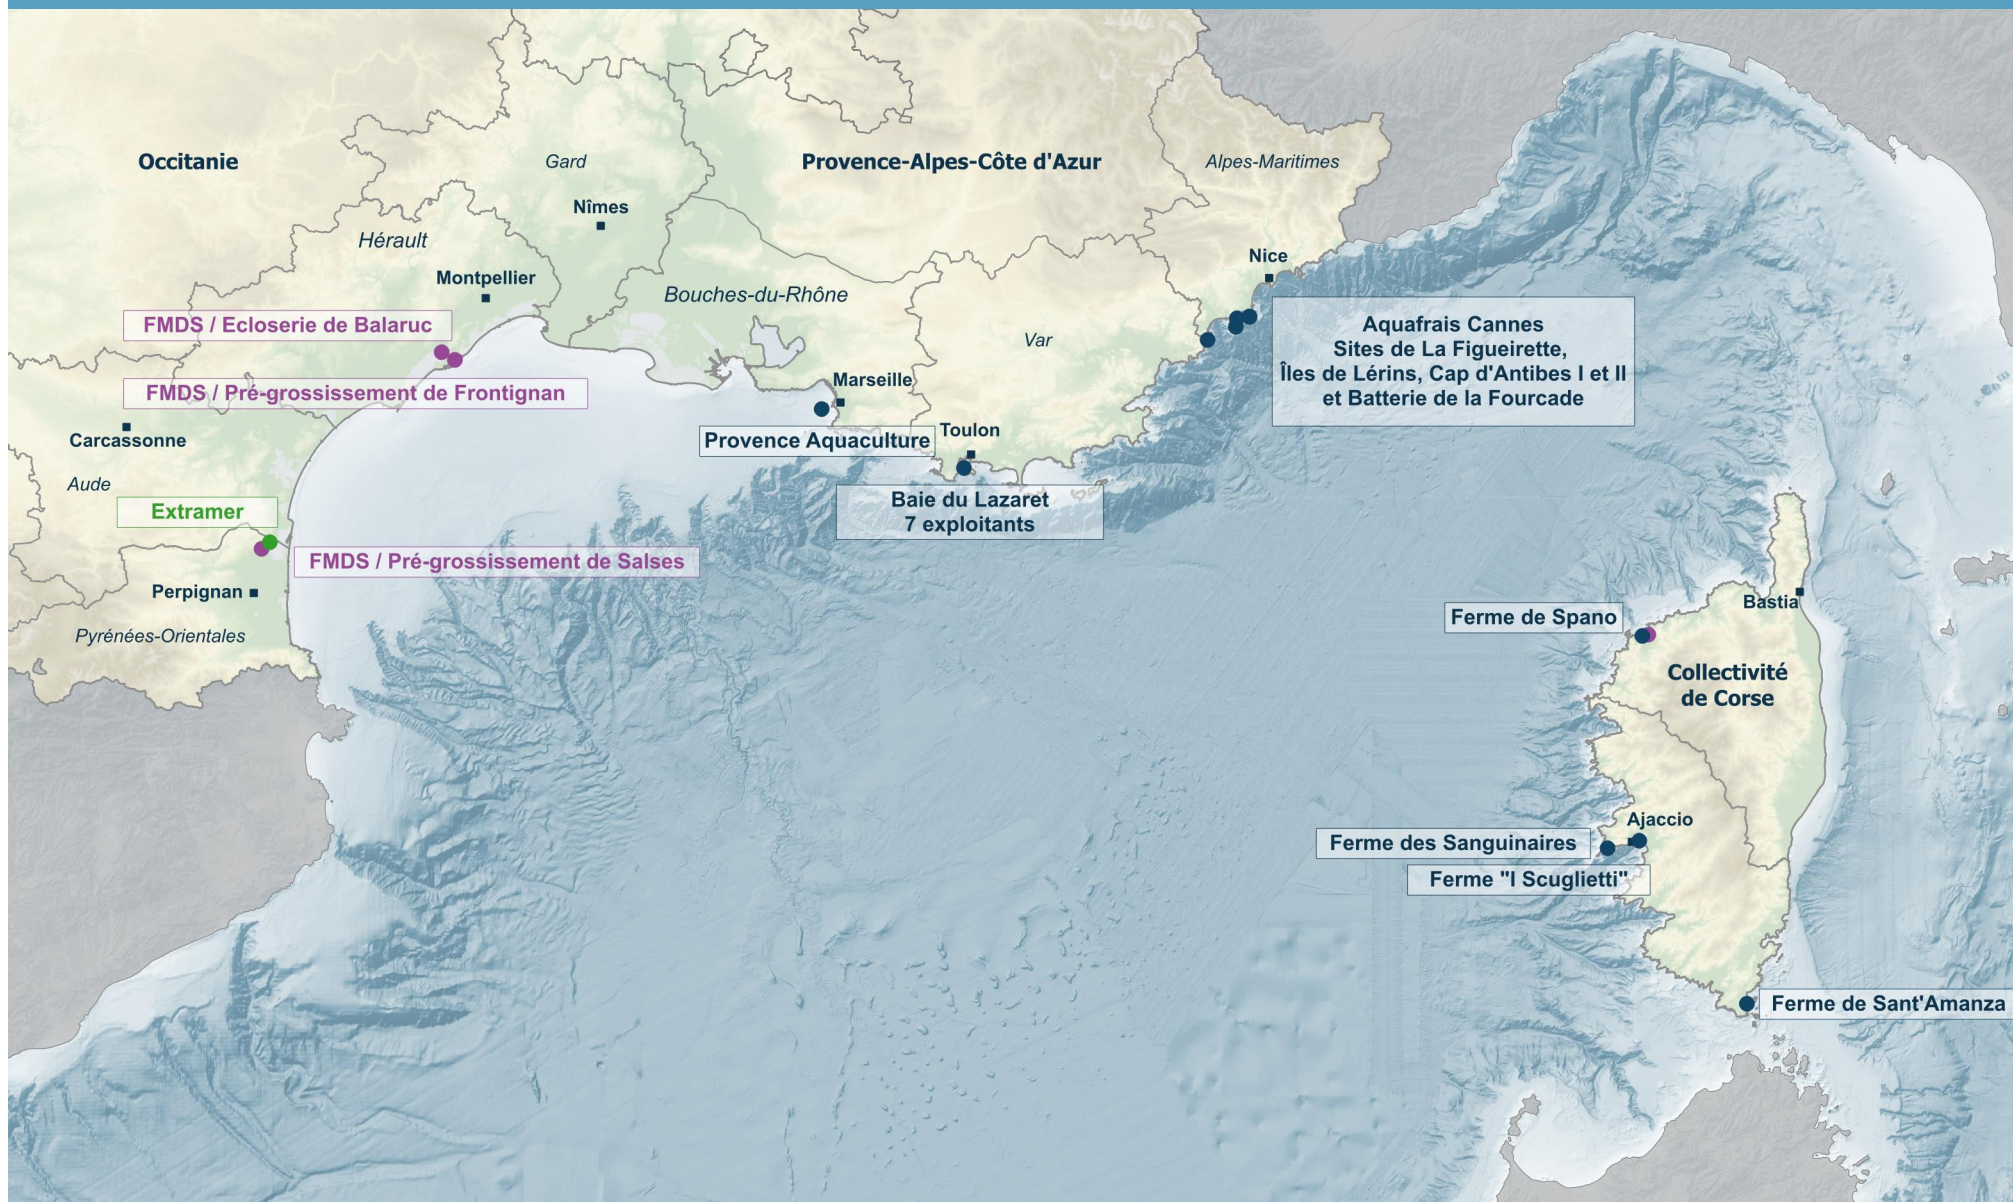 Occitanie
Gard
Provence-Alpes-Côte d'Azur
Alpes-Maritimes
Nîmes
Hérault
Nice
Montpellier
Bouches-du-Rhône
FMDS / Ecloserie de Balaruc
Var
Aquafrais Cannes
Sites de La Figueirette,
Îles de Lérins, Cap d'Antibes I et II
et Batterie de la Fourcade
FMDS / Pré-grossissement de Frontignan
Marseille
Carcassonne
Provence Aquaculture
Toulon
Aude
Extramer
Baie du Lazaret
7 exploitants
FMDS / Pré-grossissement de Salses
Perpignan
Pyrénées-Orientales
Bastia
Ferme de Spano
Collectivité
de Corse
Ajaccio
Ferme des Sanguinaires
Ferme "I Scuglietti"
Ferme de Sant'Amanza